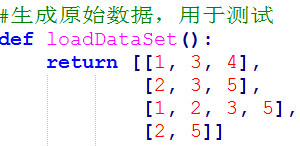 #生成原始数据，用于测试
def loadDataSet():
    return [[1, 3, 4],
            [2, 3, 5],
            [1, 2, 3, 5],
            [2, 5]]